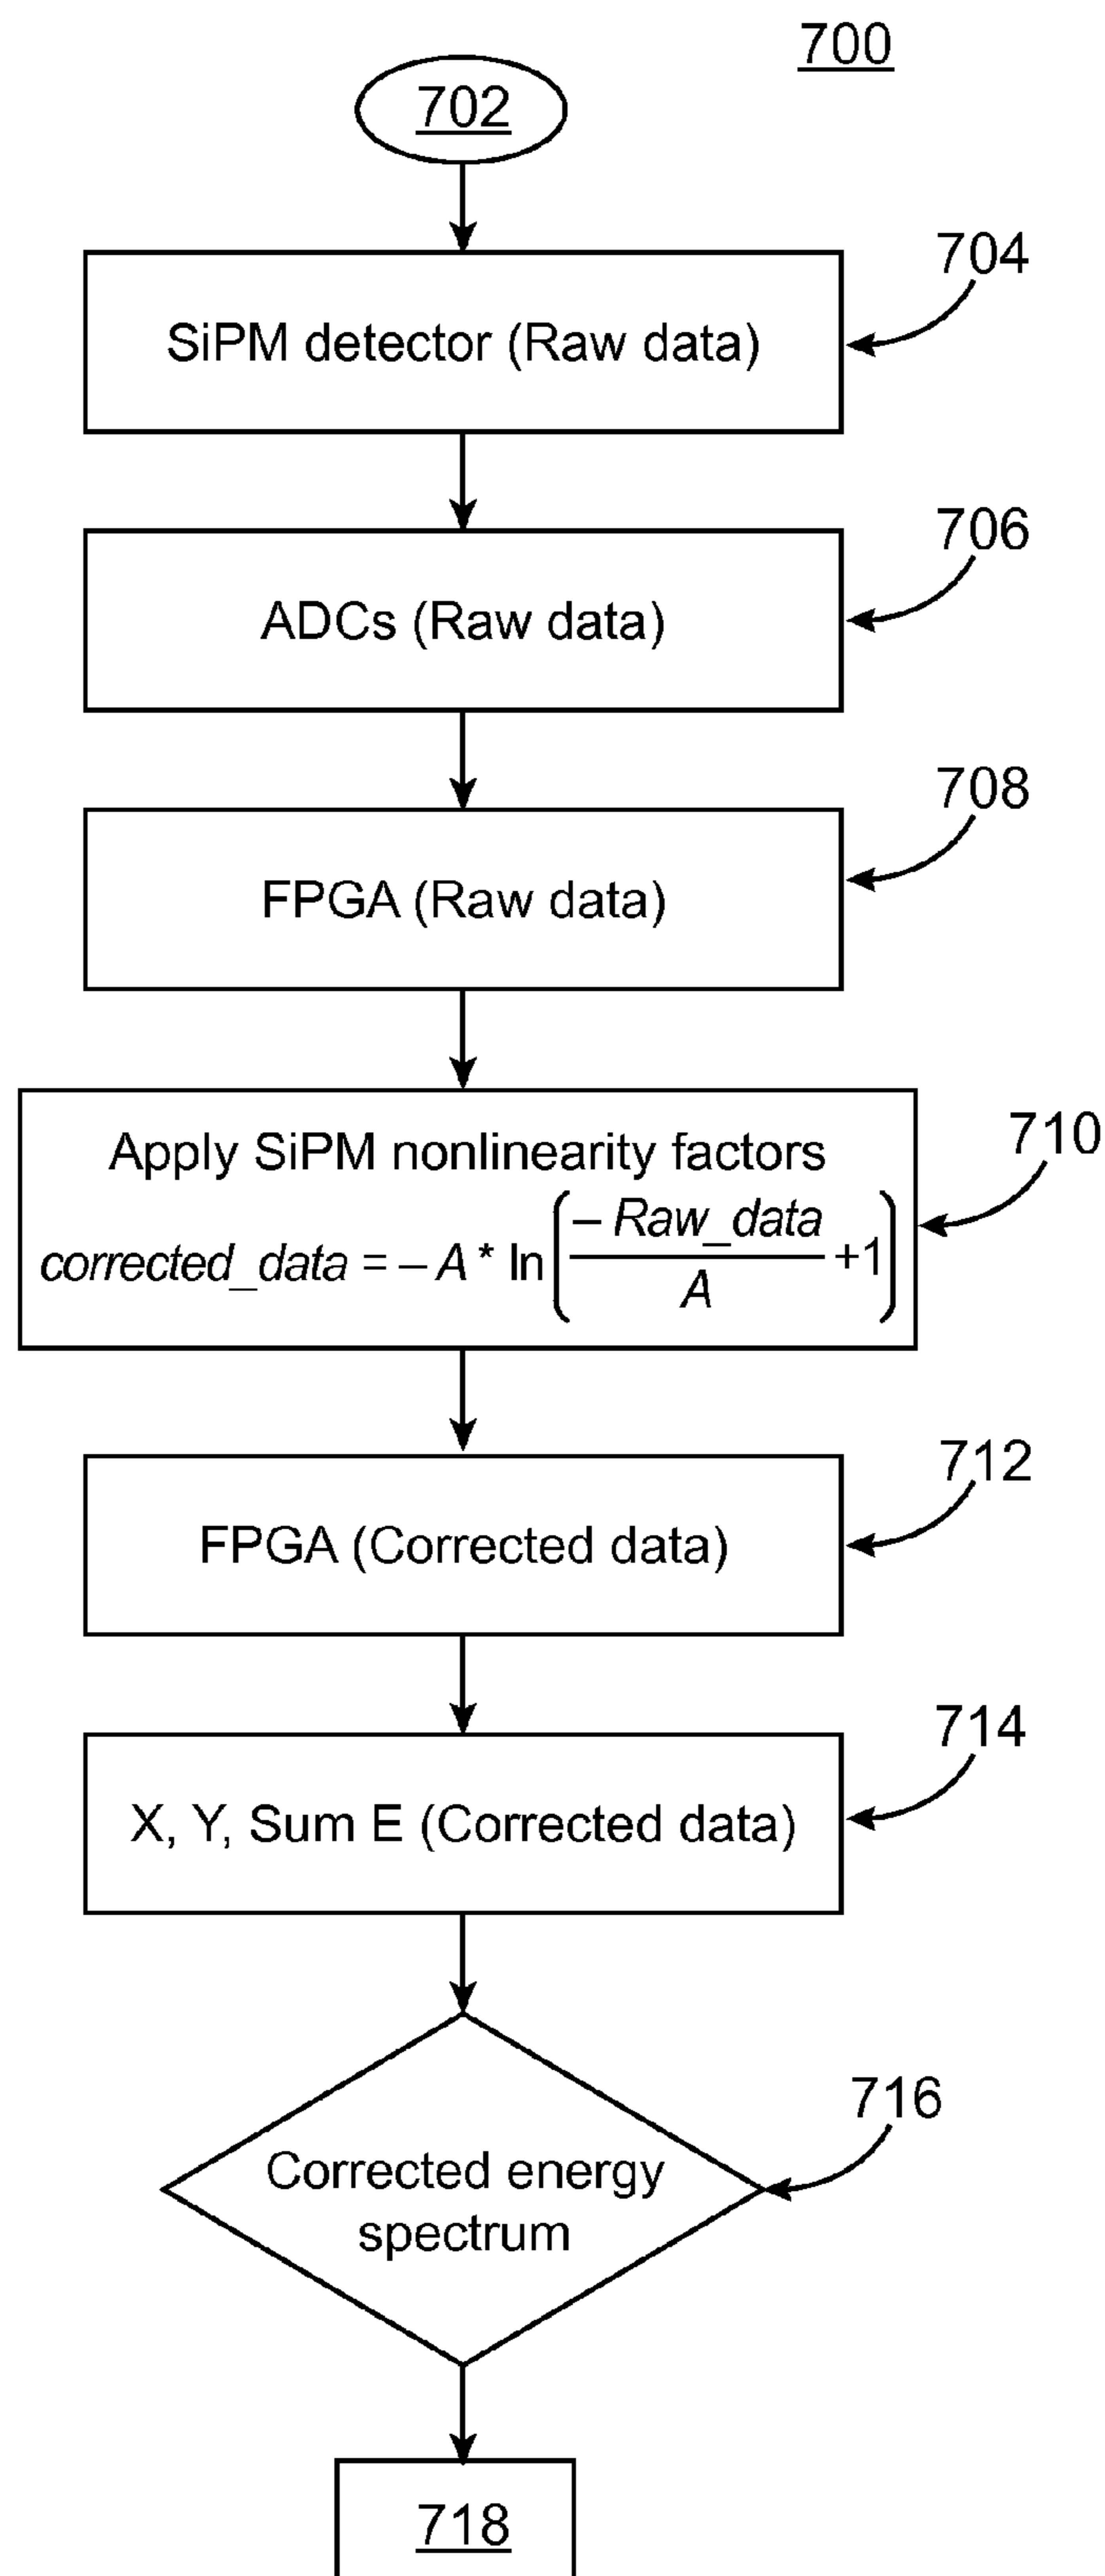 700
702
SiPM detector (Raw data)
704
ADCs (Raw data)
706
FPGA (Raw data)
708
Apply SiPM nonlinearity factors
corrected_data = – A * ln(– Raw_data / A +1)
710
FPGA (Corrected data)
712
X, Y, Sum E (Corrected data)
714
Corrected energy
spectrum
716
718